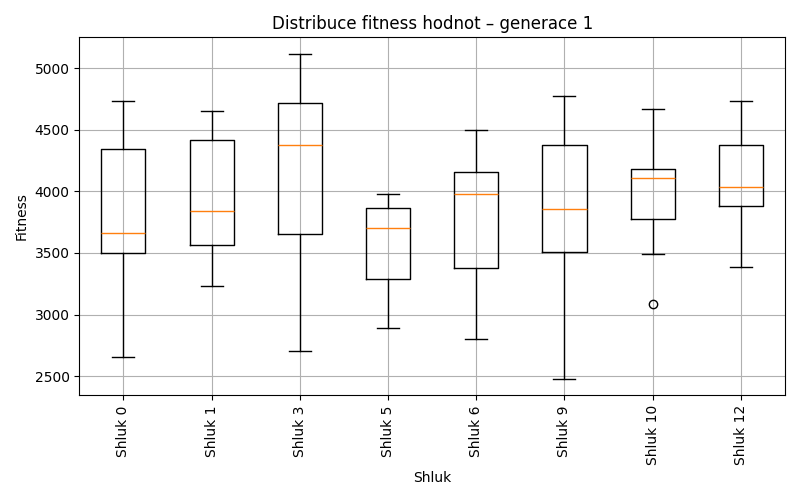 Distribuce fitness hodnot – generace 1
Fitness
5000
4500
4000
3500
3000
2500
Shluk 0
Shluk 1
Shluk 3
Shluk 5
Shluk 6
Shluk 9
Shluk 10
Shluk 12
Shluk